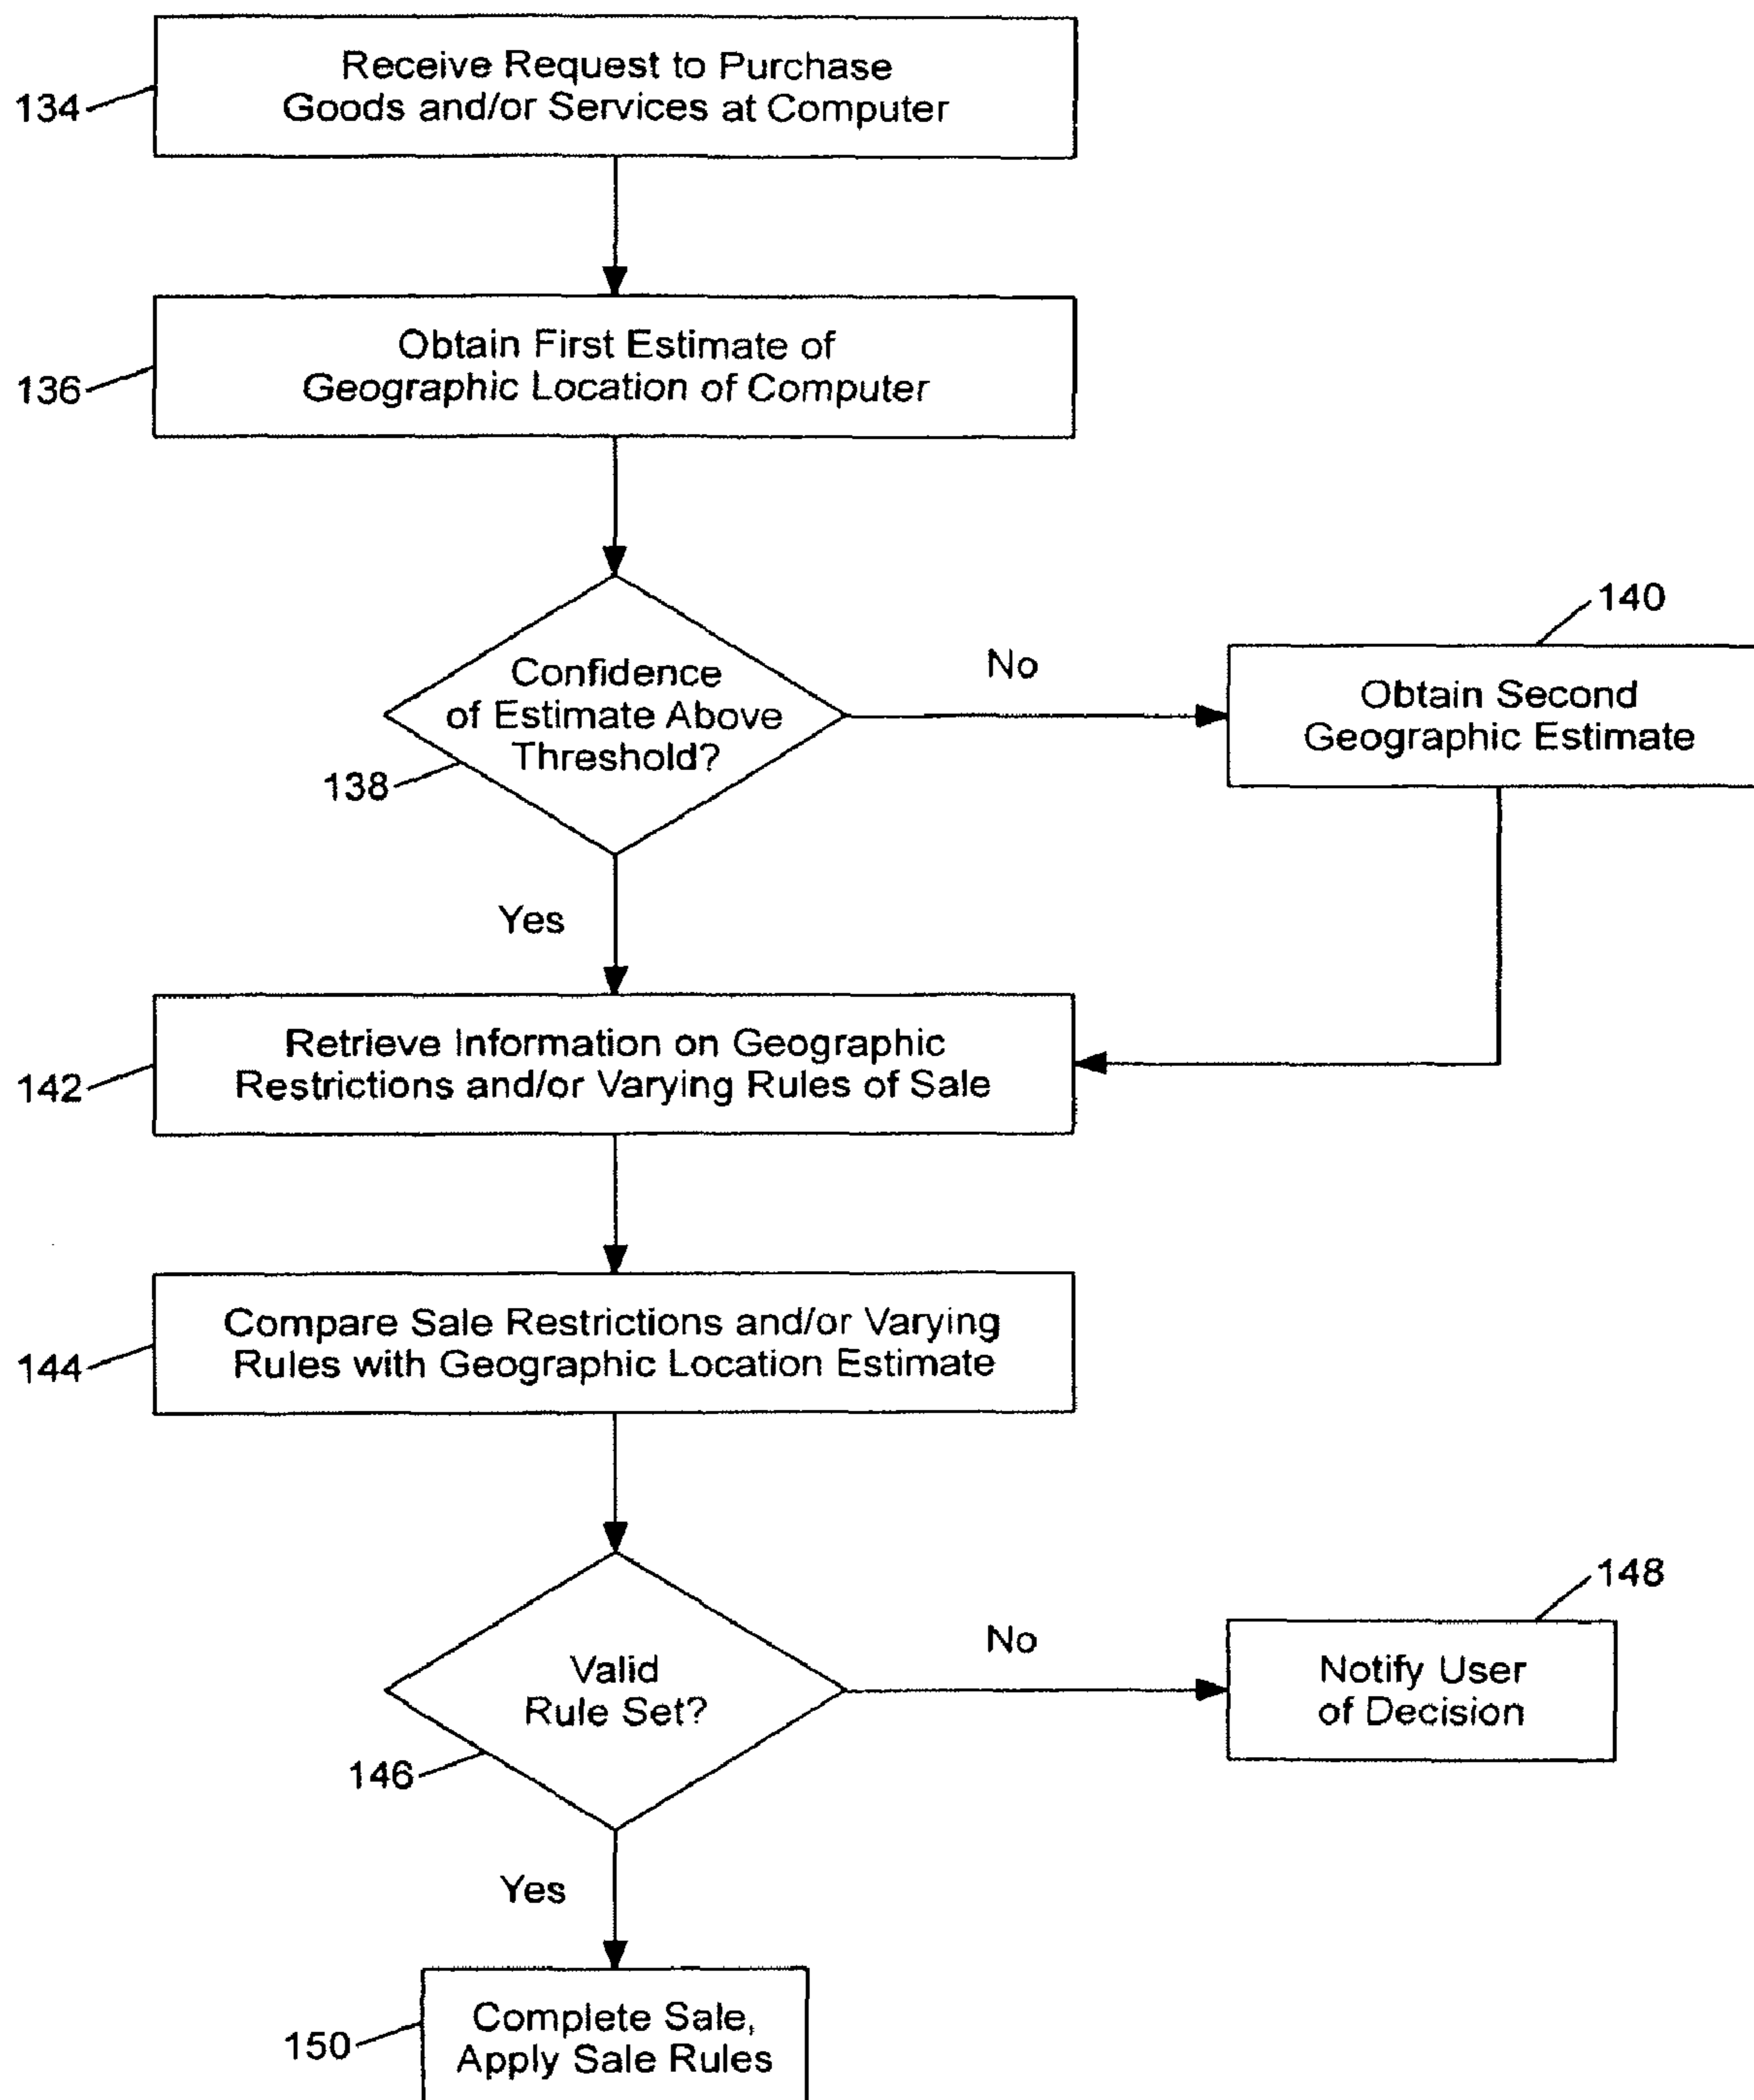 Receive Request to Purchase
Goods and/or Services at Computer
134
Obtain First Estimate of
Geographic Location of Computer
136
Confidence
of Estimate Above
Threshold?
138
No
140
Obtain Second
Geographic Estimate
Yes
Retrieve Information on Geographic
Restrictions and/or Varying Rules of Sale
142
Compare Sale Restrictions and/or Varying
Rules with Geographic Location Estimate
144
Valid
Rule Set?
146
No
148
Notify User
of Decision
Yes
Complete Sale,
Apply Sale Rules
150